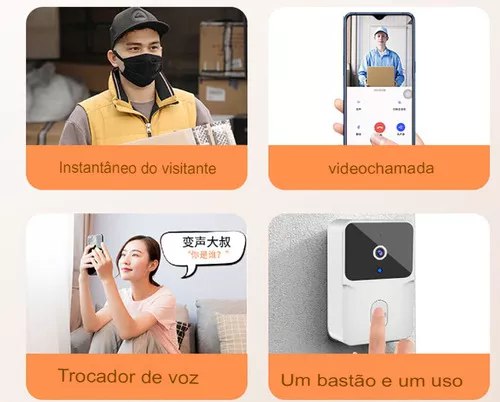 Instantâneo do visitante
videochamada
变声大叔
"你是谁？"
Trocador de voz
Um bastão e um uso